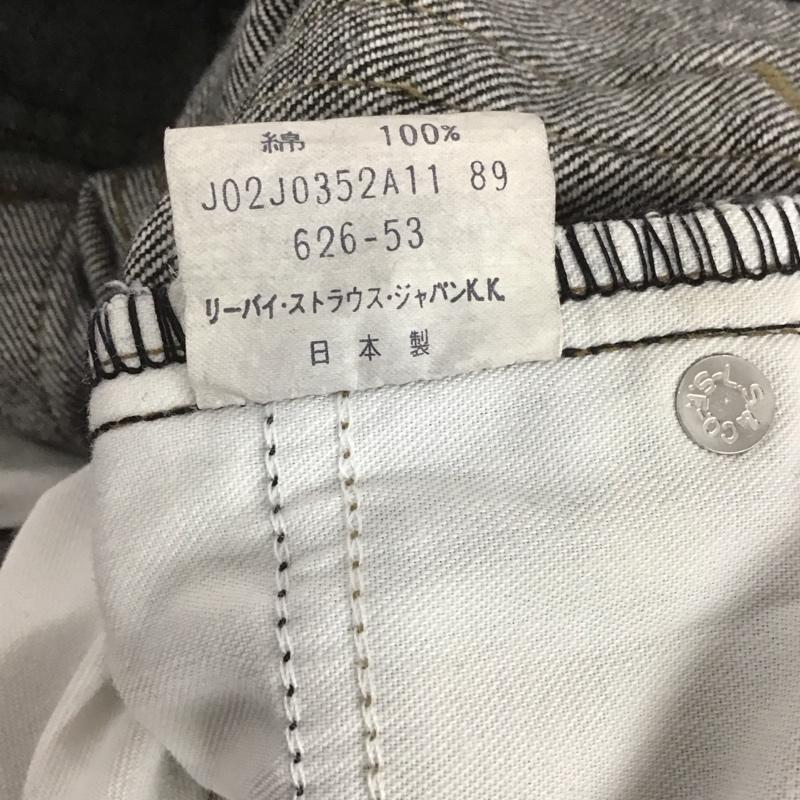 綿 100%
J02J0352A11 89
626-53
リーバイ・ストラウス・ジャパンK.K.
日本製
L.S.&CO.